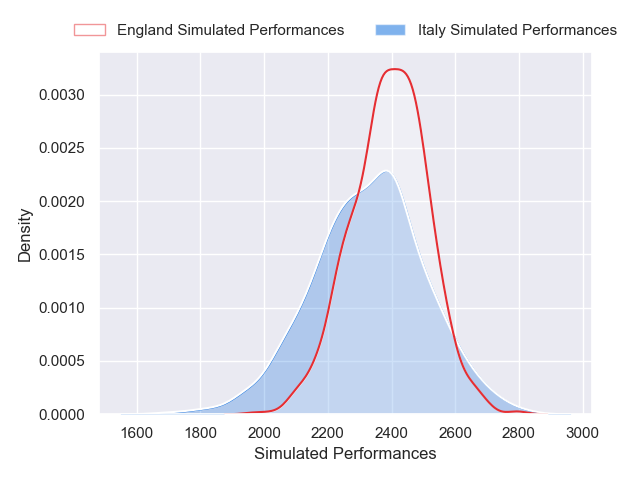 England Simulated Performances
Italy Simulated Performances
0.0030
0.0025
0.0020
0.0015
0.0010
0.0005
0.0000
Density
1600 1800 2000 2200 2400 2600 2800 3000
Simulated Performances